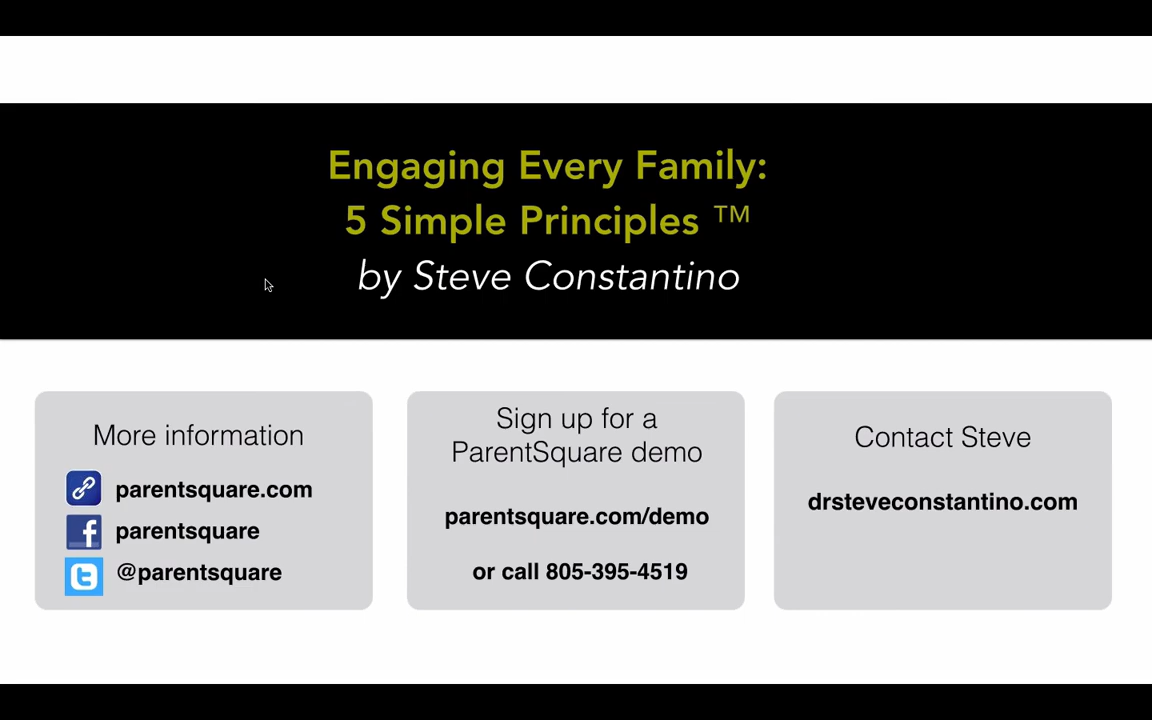 Engaging Every Family:
5 Simple Principles ™
by Steve Constantino
More information
parentsquare.com
parentsquare
@parentsquare
Sign up for a
ParentSquare demo
parentsquare.com/demo
or call 805-395-4519
Contact Steve
drsteveconstantino.com